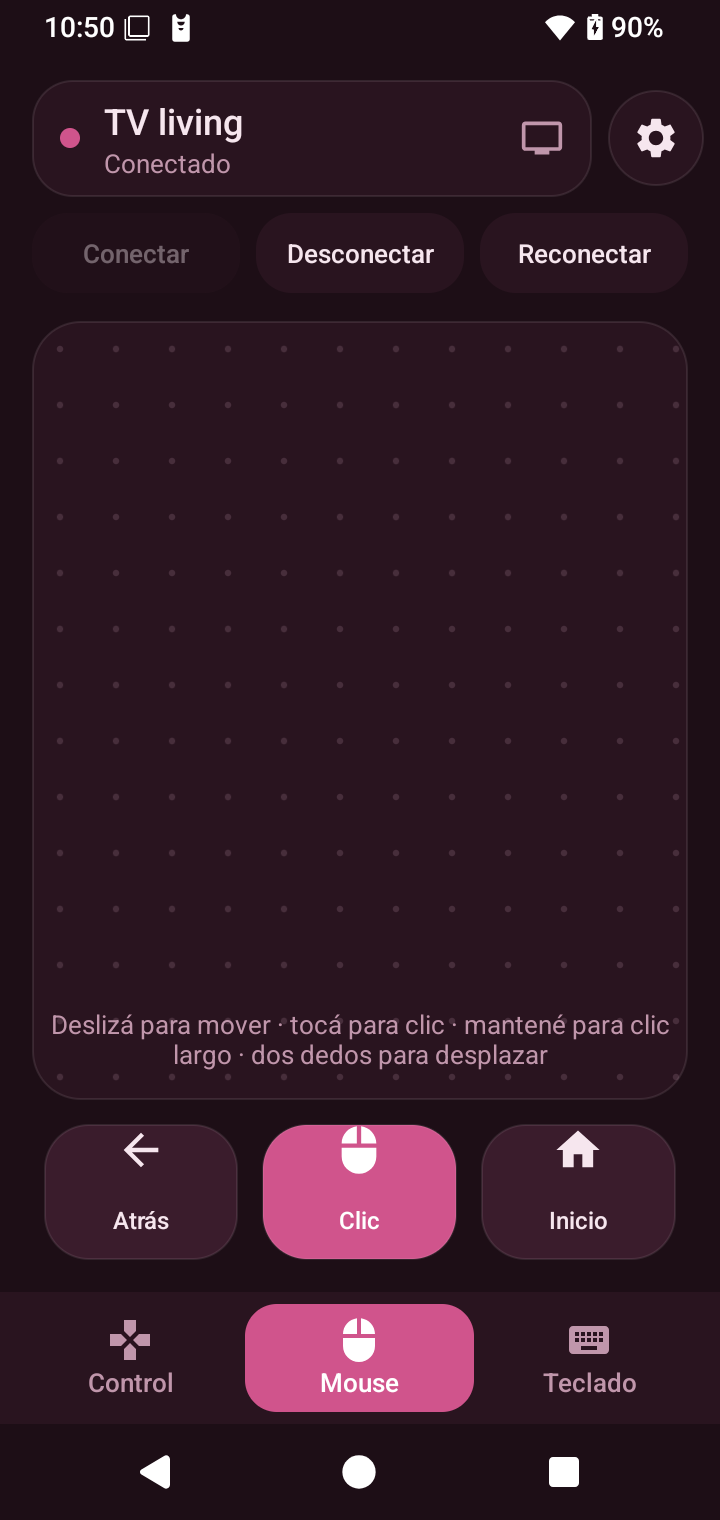 10:50
90%
TV living
Conectado
Conectar
Desconectar
Reconectar
Deslizá para mover · tocá para clic · mantené para clic
largo · dos dedos para desplazar
Atrás
Clic
Inicio
Control
Mouse
Teclado